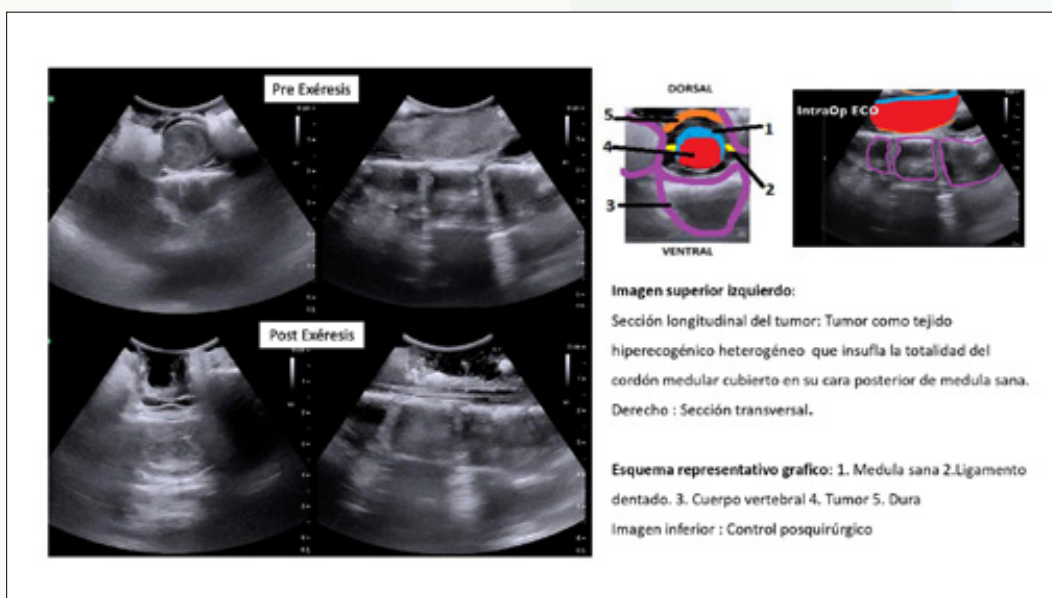 Pre Exéresis
Post Exéresis
DORSAL
5
1
4
2
3
VENTRAL
IntraOp ECO
Imagen superior izquierdo:
Sección longitudinal del tumor: Tumor como tejido
hiperecogénico heterogéneo que insufla la totalidad del
cordón medular cubierto en su cara posterior de medula sana.
Derecho : Sección transversal.
Esquema representativo grafico: 1. Medula sana 2.Ligamento
dentado. 3. Cuerpo vertebral 4. Tumor 5. Dura
Imagen inferior : Control posquirúrgico